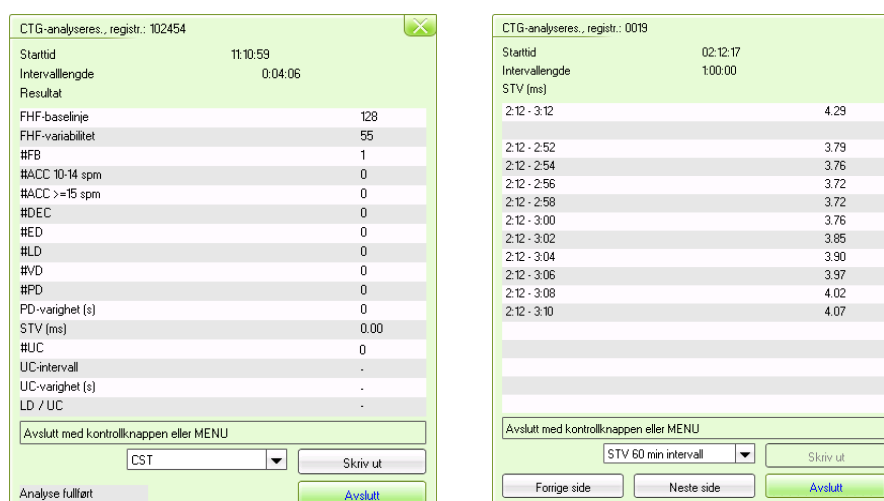 CTG-analyseres., registr.: 102454
Starttid 11:10:59
Intervalllengde 0:04:06
Resultat
FHF-baselinje 128
FHF-variabilitet 55
#FB 1
#ACC 10-14 spm 0
#ACC >=15 spm 0
#DEC 0
#ED 0
#LD 0
#VD 0
#PD 0
PD-varighet (s) 0
STV (ms) 0.00
#UC 0
UC-intervall -
UC-varighet (s) -
LD / UC -
Avslutt med kontrollknappen eller MENU
CST Skriv ut
Analyse fullført Avslutt
CTG-analyseres., registr.: 0019
Starttid 02:12:17
Intervallengde 1:00:00
STV (ms)
2:12 - 3:12 4.29
2:12 - 2:52 3.79
2:12 - 2:54 3.76
2:12 - 2:56 3.72
2:12 - 2:58 3.72
2:12 - 3:00 3.76
2:12 - 3:02 3.85
2:12 - 3:04 3.90
2:12 - 3:06 3.97
2:12 - 3:08 4.02
2:12 - 3:10 4.07
Avslutt med kontrollknappen eller MENU
STV 60 min intervall Skriv ut
Forrige side Neste side Avslutt